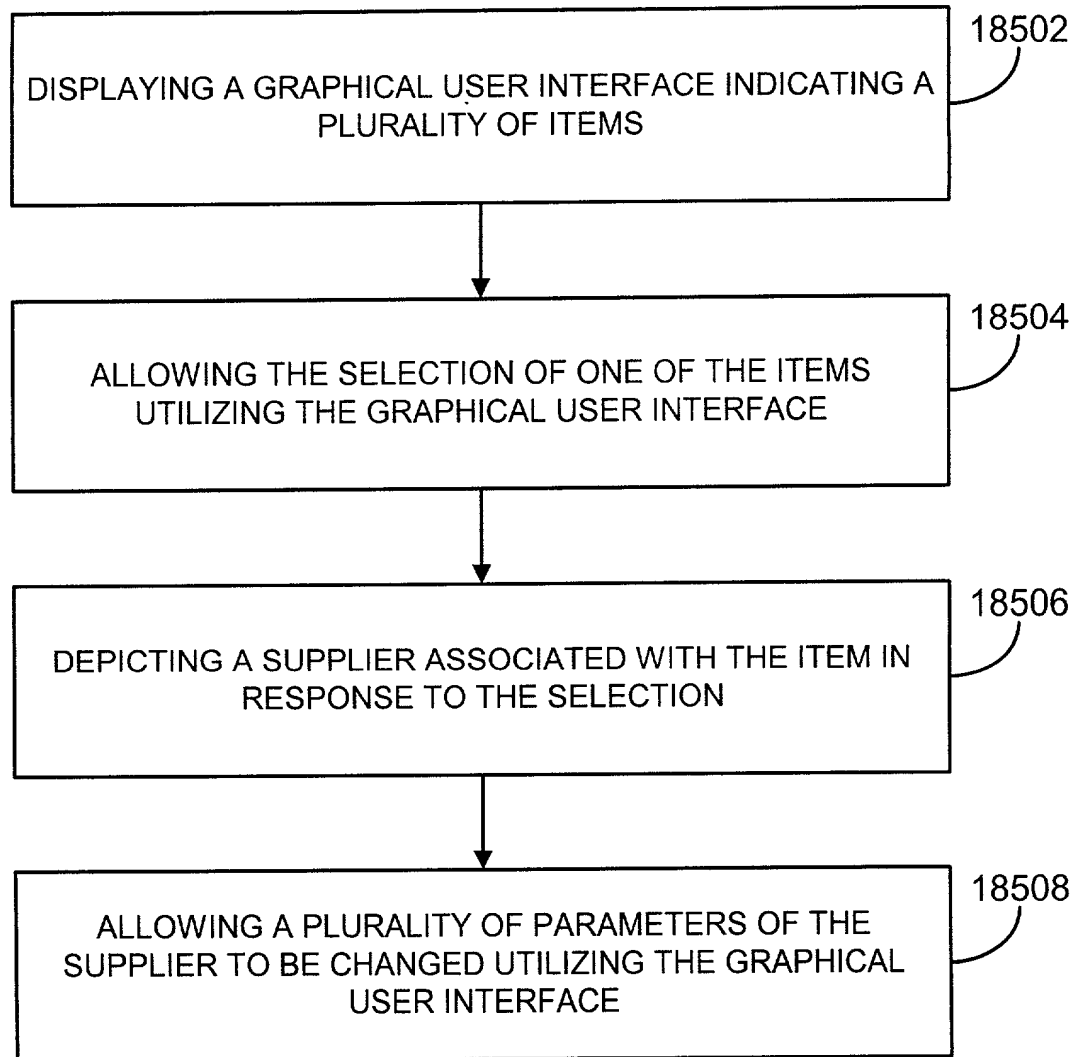 18502
DISPLAYING A GRAPHICAL USER INTERFACE INDICATING A
PLURALITY OF ITEMS
18504
ALLOWING THE SELECTION OF ONE OF THE ITEMS
UTILIZING THE GRAPHICAL USER INTERFACE
18506
DEPICTING A SUPPLIER ASSOCIATED WITH THE ITEM IN
RESPONSE TO THE SELECTION
18508
ALLOWING A PLURALITY OF PARAMETERS OF THE
SUPPLIER TO BE CHANGED UTILIZING THE GRAPHICAL
USER INTERFACE